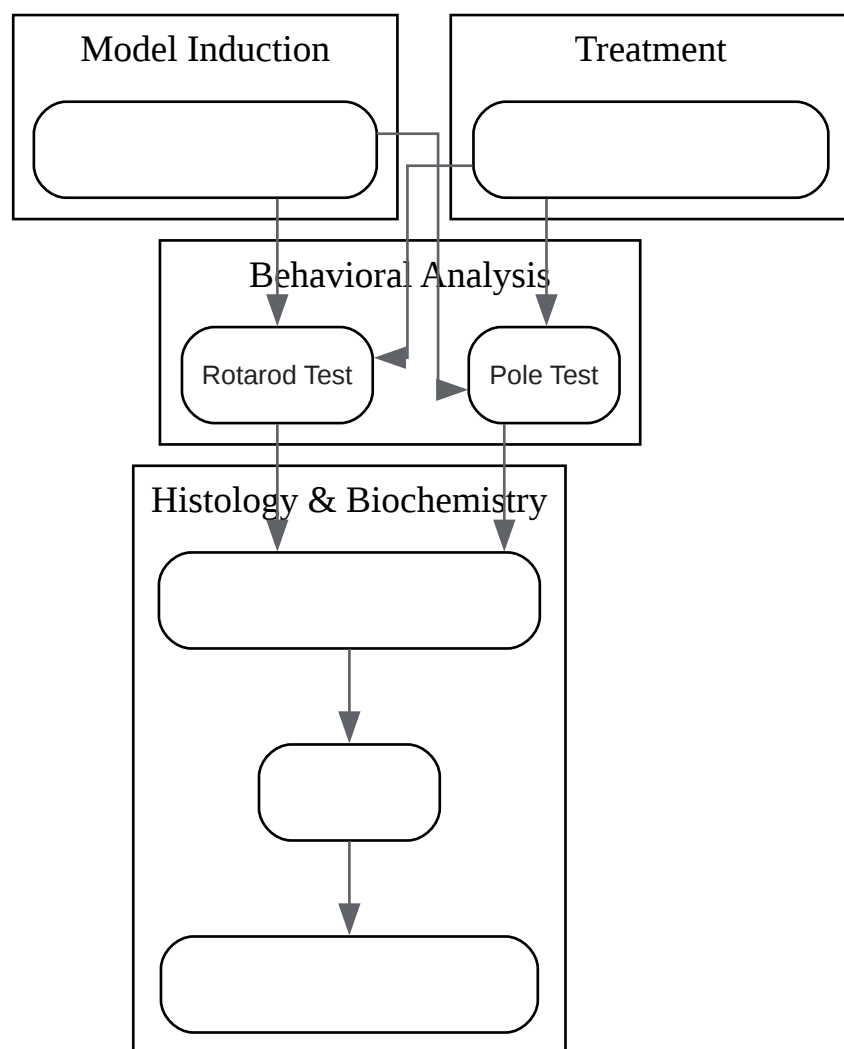 Model Induction
Treatment
Behavioral Analysis
Rotarod Test
Pole Test
Histology & Biochemistry